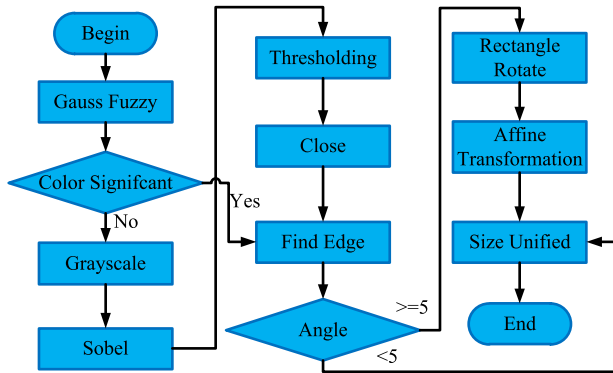 Begin
Gauss Fuzzy
Color Signifcant
Yes
No
Grayscale
Sobel
Thresholding
Close
Find Edge
Angle
>=5
<5
Rectangle
Rotate
Affine
Transformation
Size Unified
End